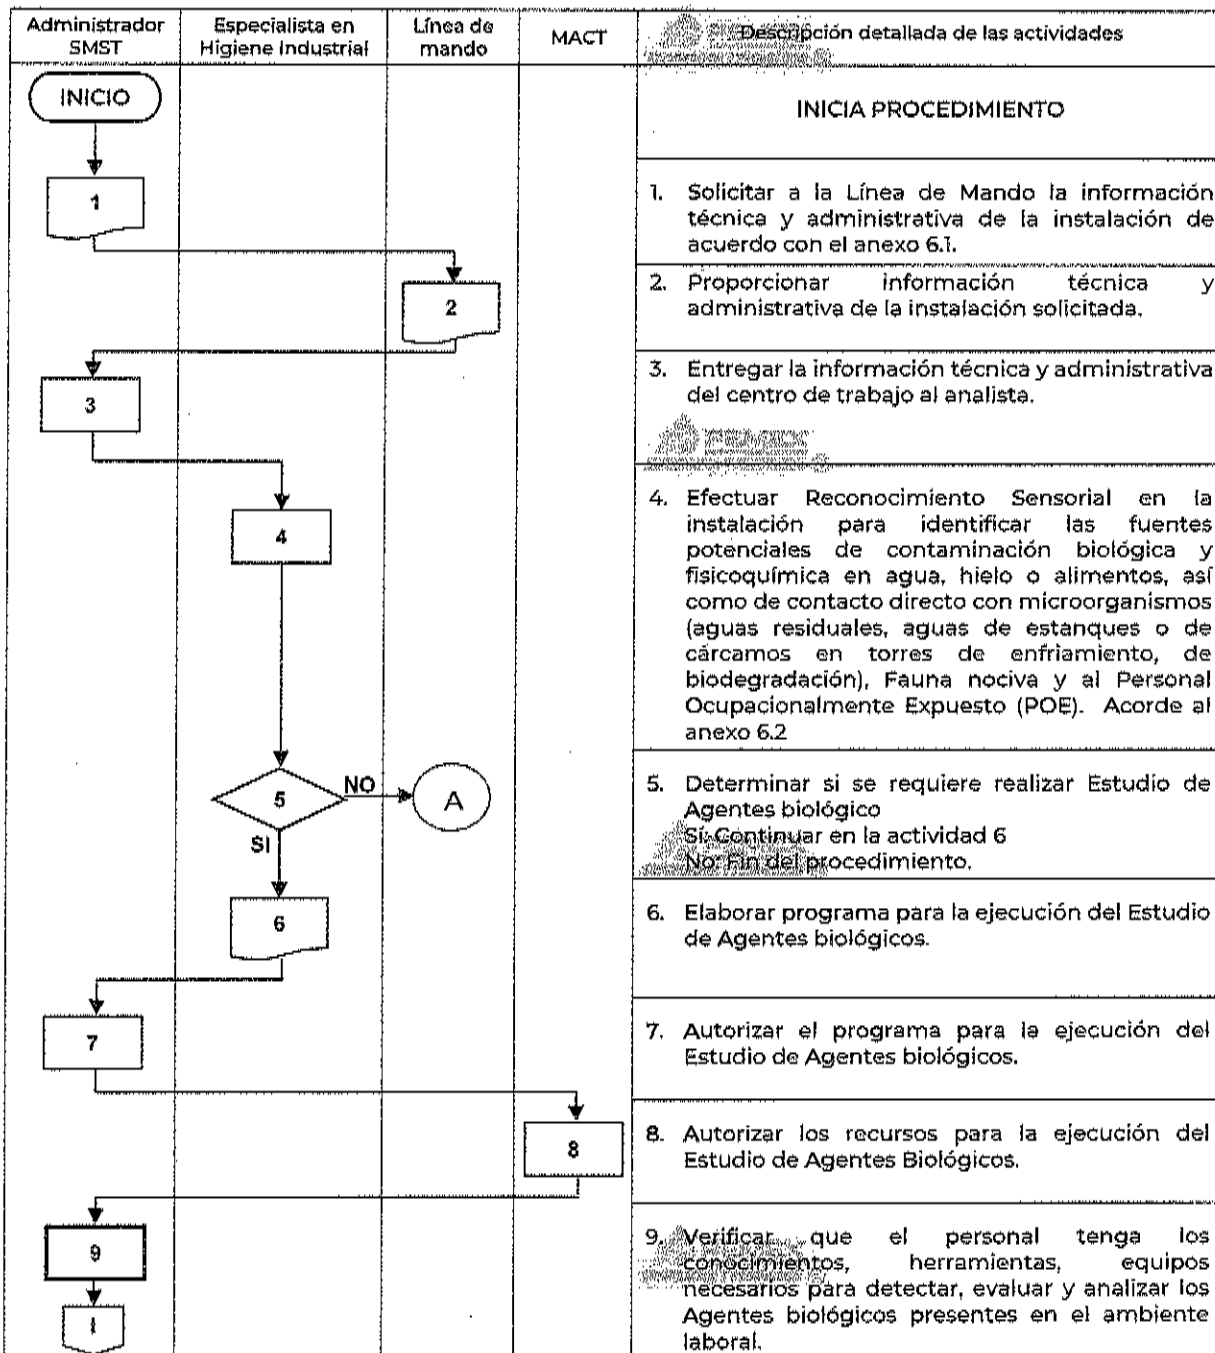 Administrador
SMST
Especialista en
Higiene Industrial
Línea de
mando
MACT
Descripción detallada de las actividades
INICIO
INICIA PROCEDIMIENTO
1
1. Solicitar a la Línea de Mando la información
técnica y administrativa de la instalación de
acuerdo con el anexo 6.1.
2
2. Proporcionar información técnica y
administrativa de la instalación solicitada.
3
3. Entregar la información técnica y administrativa
del centro de trabajo al analista.
4
4. Efectuar Reconocimiento Sensorial en la
instalación para identificar las fuentes
potenciales de contaminación biológica y
fisicoquímica en agua, hielo o alimentos, así
como de contacto directo con microorganismos
(aguas residuales, aguas de estanques o de
cárcamos en torres de enfriamiento, de
biodegradación), Fauna nociva y al Personal
Ocupacionalmente Expuesto (POE). Acorde al
anexo 6.2
5
NO
A
SI
5. Determinar si se requiere realizar Estudio de
Agentes biológico
Sí: Continuar en la actividad 6
No: Fin del procedimiento.
6
6. Elaborar programa para la ejecución del Estudio
de Agentes biológicos.
7
7. Autorizar el programa para la ejecución del
Estudio de Agentes biológicos.
8
8. Autorizar los recursos para la ejecución del
Estudio de Agentes Biológicos.
9
9. Verificar que el personal tenga los
conocimientos, herramientas, equipos
necesarios para detectar, evaluar y analizar los
Agentes biológicos presentes en el ambiente
laboral.
I